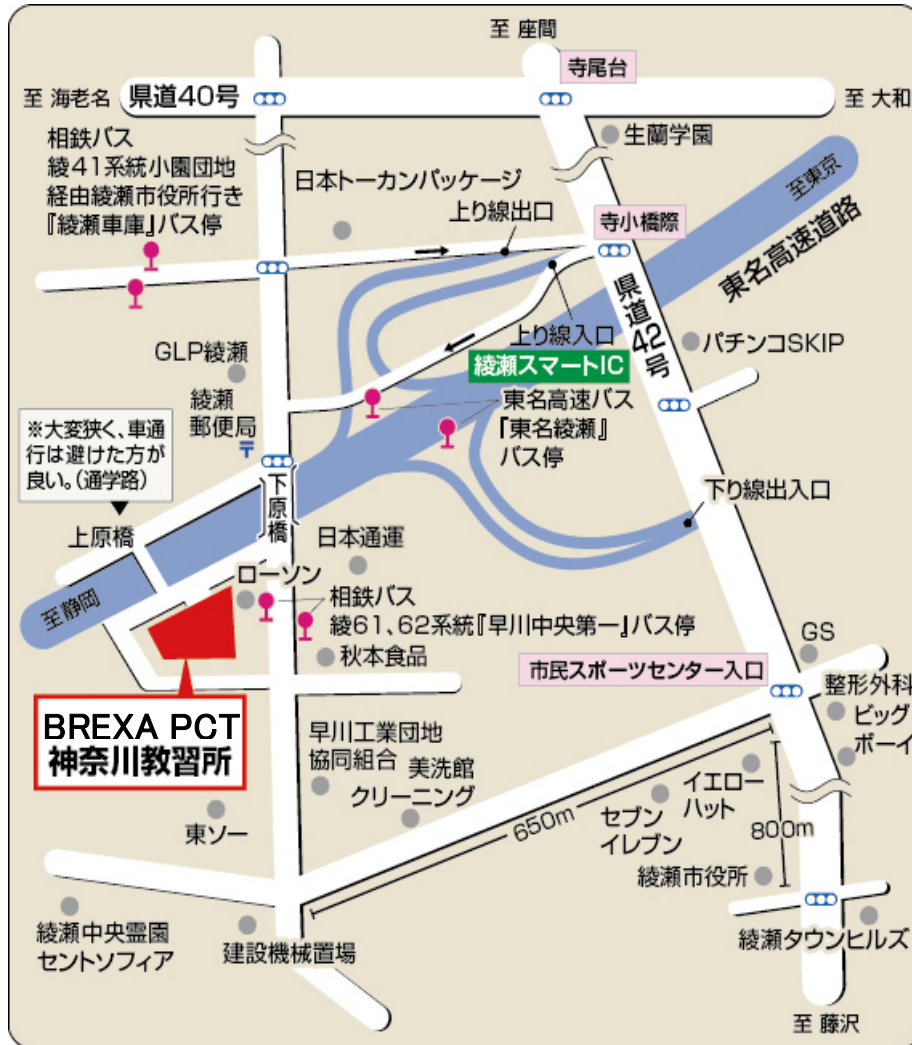 至 座間
寺尾台
至 海老名
県道40号
至 大和
相鉄バス
綾41系統小園団地
経由綾瀬市役所行き
『綾瀬車庫』バス停
生蘭学園
日本トーカンパッケージ
上り線出口
至東京
東名高速道路
寺小橋際
県道42号
上り線入口
綾瀬スマートIC
パチンコSKIP
GLP綾瀬
綾瀬
郵便局
〒
東名高速バス
『東名綾瀬』
バス停
※大変狭く、車通
行は避けた方が
良い。(通学路)
上原橋
下原橋
下り線出入口
日本通運
ローソン
至静岡
相鉄バス
綾61、62系統『早川中央第一』バス停
秋本食品
GS
市民スポーツセンター入口
整形外科
ビッグ
ボーイ
BREXA PCT
神奈川教習所
早川工業団地
協同組合
美洗館
クリーニング
イエロー
ハット
セブン
イレブン
650m
800m
東ソー
綾瀬市役所
綾瀬中央霊園
セントソフィア
建設機械置場
綾瀬タウンヒルズ
至 藤沢